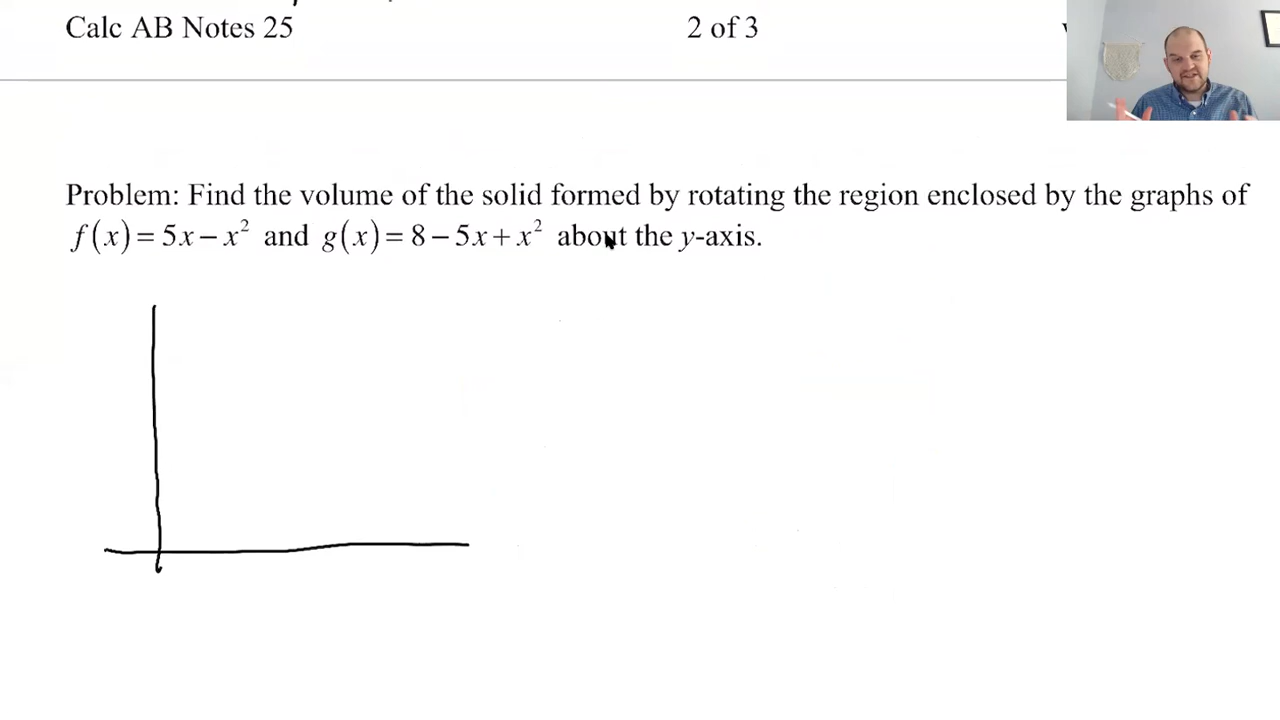 Calc AB Notes 25 2 of 3
Problem: Find the volume of the solid formed by rotating the region enclosed by the graphs of
f(x) = 5x − x² and g(x) = 8 − 5x + x² about the y-axis.